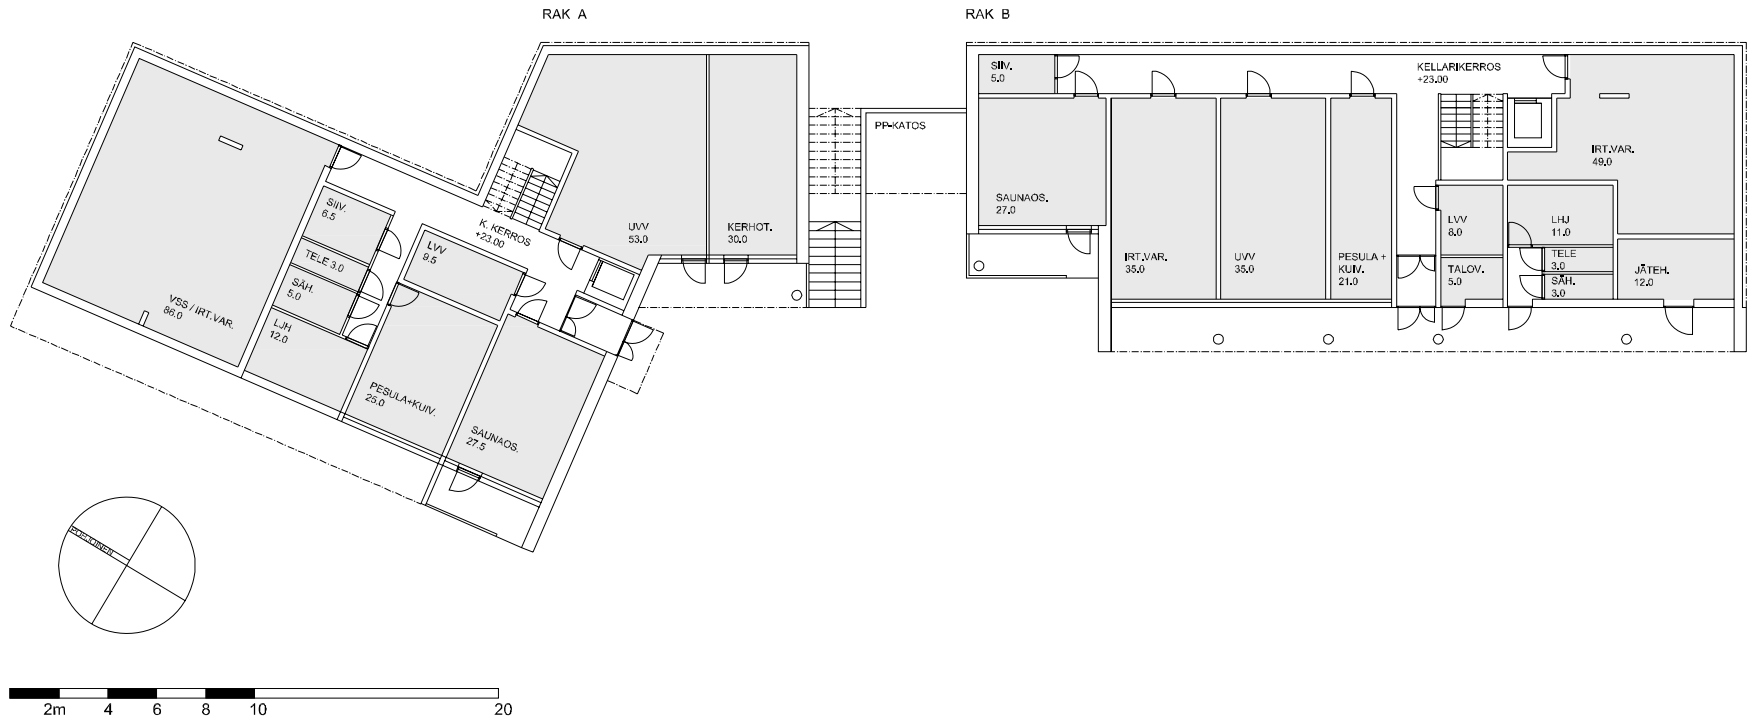 RAK A
RAK B
SIIV.
5.0
KELLARIKERROS
+23.00
PP-KATOS
IRT.VAR.
49.0
SAUNAOS.
27.0
SIIV.
6.5
K. KERROS
+23.00
UVV
53.0
KERHOT.
30.0
LVV
8.0
LHJ
11.0
LVV
9.5
TELE 3.0
IRT.VAR.
35.0
UVV
35.0
PESULA +
KUIV.
21.0
TELE
3.0
TALOV.
5.0
SÄH.
3.0
JÄTEH.
12.0
SÄH.
5.0
VSS / IRT.VAR.
86.0
LJH
12.0
PESULA+KUIV.
25.0
SAUNAOS.
27.5
POHJOINEN
2m 4 6 8 10 20